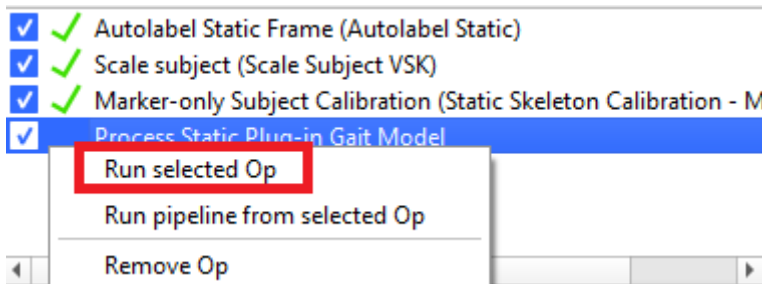 Autolabel Static Frame (Autolabel Static)
Scale subject (Scale Subject VSK)
Marker-only Subject Calibration (Static Skeleton Calibration - M
Process Static Plug-in Gait Model
Run selected Op
Run pipeline from selected Op
Remove Op